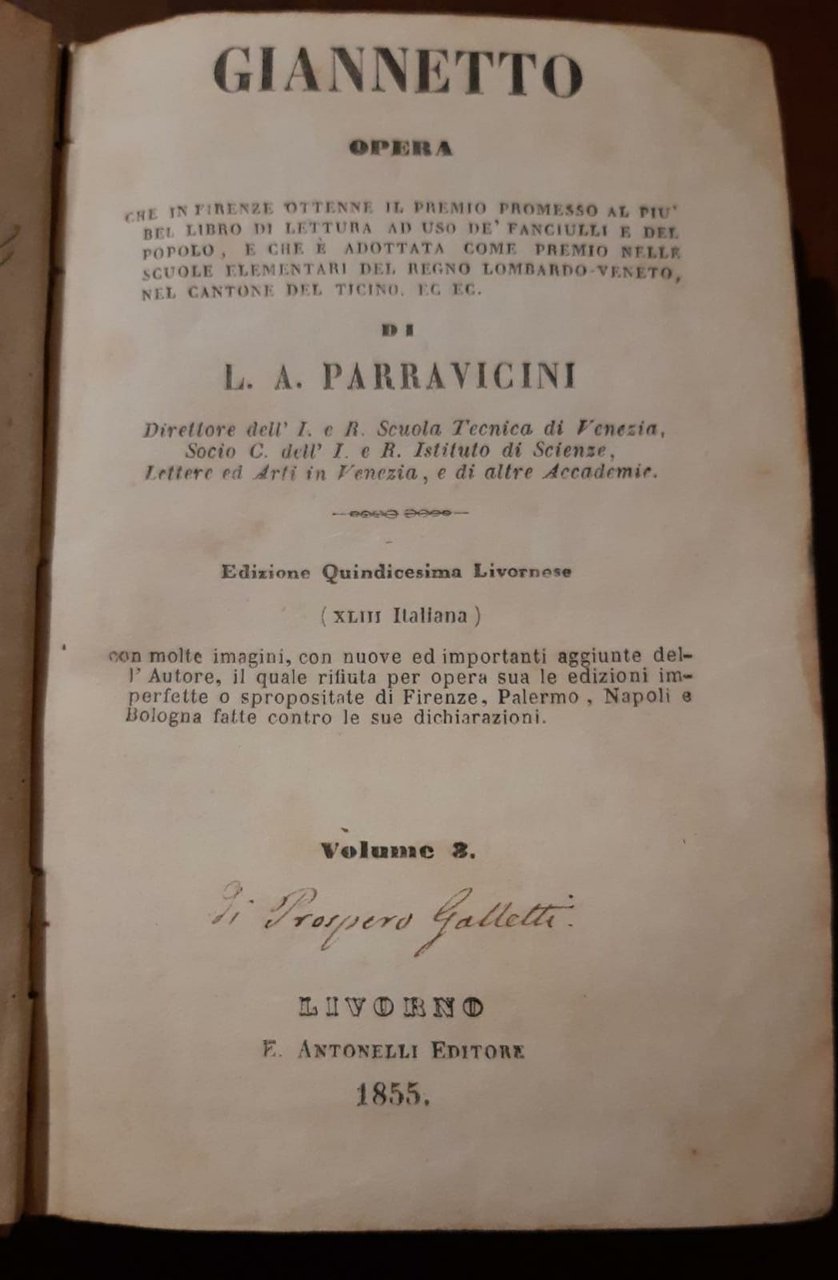 GIANNETTO
OPERA
CHE IN FIRENZE OTTENNE IL PREMIO PROMESSO AL PIU'
BEL LIBRO DI LETTURA AD USO DE' FANCIULLI E DEL
POPOLO, E CHE È ADOTTATA COME PREMIO NELLE
SCUOLE ELEMENTARI DEL REGNO LOMBARDO-VENETO,
NEL CANTONE DEL TICINO. EC EC.
DI
L. A. PARRAVICINI
Direttore dell' I. e R. Scuola Tecnica di Venezia,
Socio C. dell' I. e R. Istituto di Scienze,
Lettere ed Arti in Venezia, e di altre Accademie.
Edizione Quindicesima Livornese
(XLIII Italiana)
con molte imagini, con nuove ed importanti aggiunte del-
l'Autore, il quale rifiuta per opera sua le edizioni im-
perfette o spropositate di Firenze, Palermo, Napoli e
Bologna fatte contro le sue dichiarazioni.
Volume 3.
Di Prospero Galletti.
LIVORNO
E. ANTONELLI EDITORE
1855.